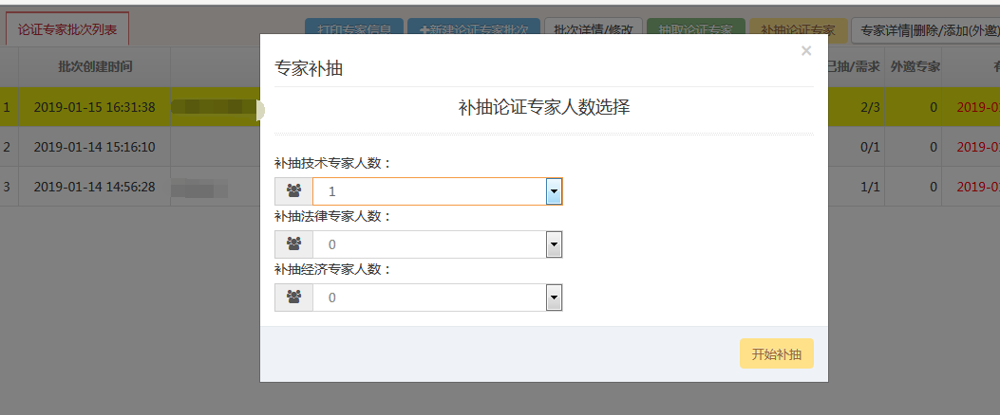 论证专家批次列表 打印专家信息 +新建论证专家批次 批次详情/修改 抽取论证专家 补抽论证专家 专家详情|删除/添加(外邀)
批次创建时间 已抽/需求 外邀专家 有
1 2019-01-15 16:31:38 2/3 0 2019-01
2 2019-01-14 15:16:10 0/1 0 2019-01
3 2019-01-14 14:56:28 1/1 0 2019-01
专家补抽 ×
补抽论证专家人数选择
补抽技术专家人数：
1
补抽法律专家人数：
0
补抽经济专家人数：
0
开始补抽